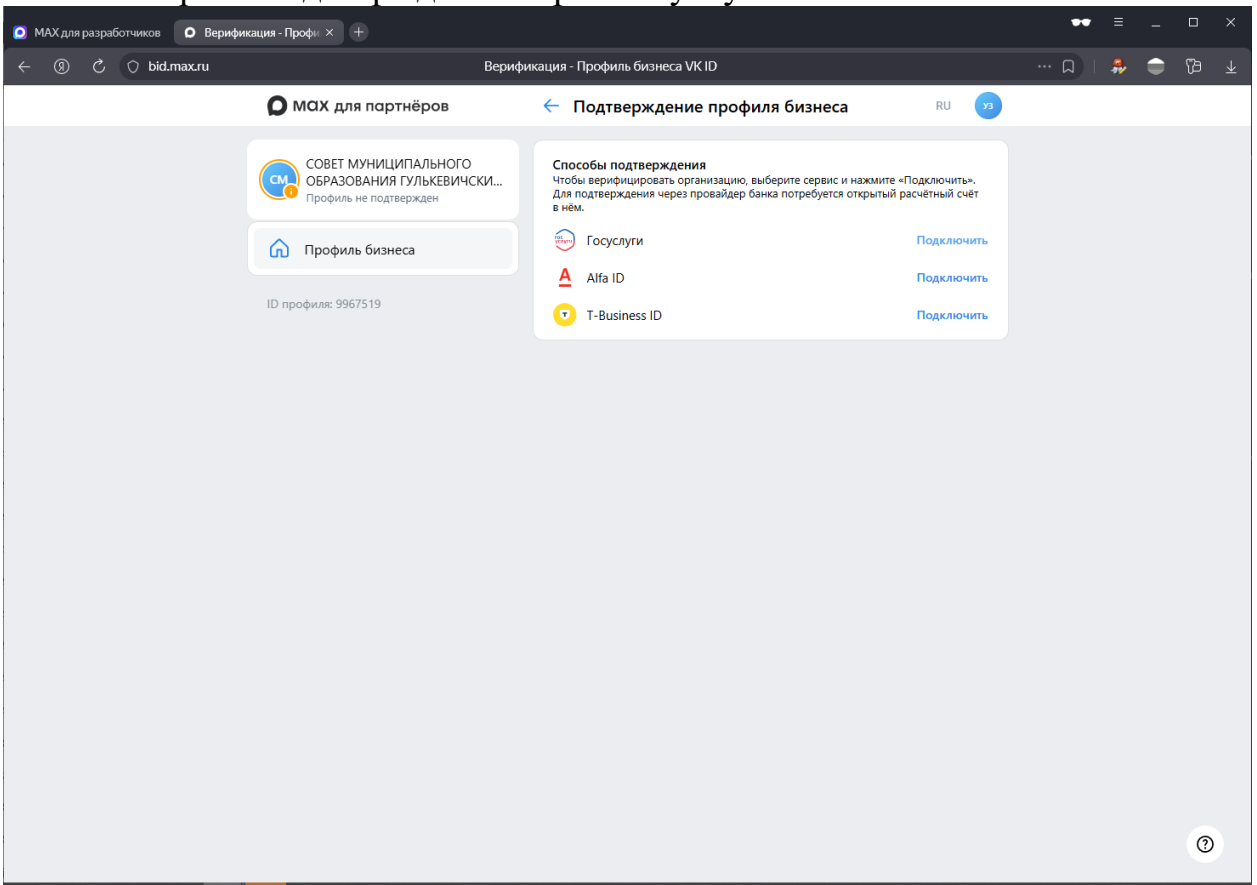 MAX для разработчиков
Верификация - Профи
bid.max.ru
Верификация - Профиль бизнеса VK ID
max для партнёров
Подтверждение профиля бизнеса
RU
УЗ
СМ
СОВЕТ МУНИЦИПАЛЬНОГО
ОБРАЗОВАНИЯ ГУЛЬКЕВИЧСКИ...
Профиль не подтвержден
Профиль бизнеса
ID профиля: 9967519
Способы подтверждения
Чтобы верифицировать организацию, выберите сервис и нажмите «Подключить».
Для подтверждения через провайдер банка потребуется открытый расчётный счёт
в нём.
гос услуги
Госуслуги
Подключить
A
Alfa ID
Подключить
T
T-Business ID
Подключить